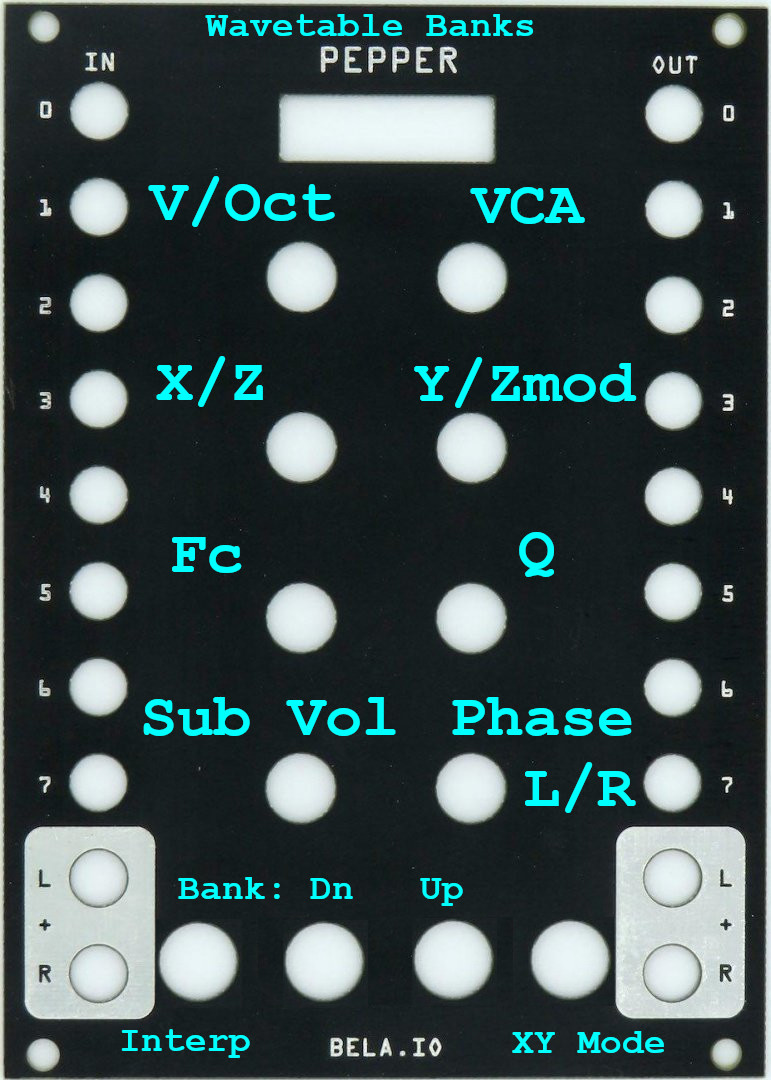 Wavetable Banks
PEPPER
IN
OUT
0
0
1
V/Oct
VCA
1
2
2
3
X/Z
Y/Zmod
3
4
4
5
Fc
Q
5
6
6
Sub Vol
Phase
7
L/R
7
L
+
R
L
+
R
Bank: Dn
Up
Interp
BELA.IO
XY Mode